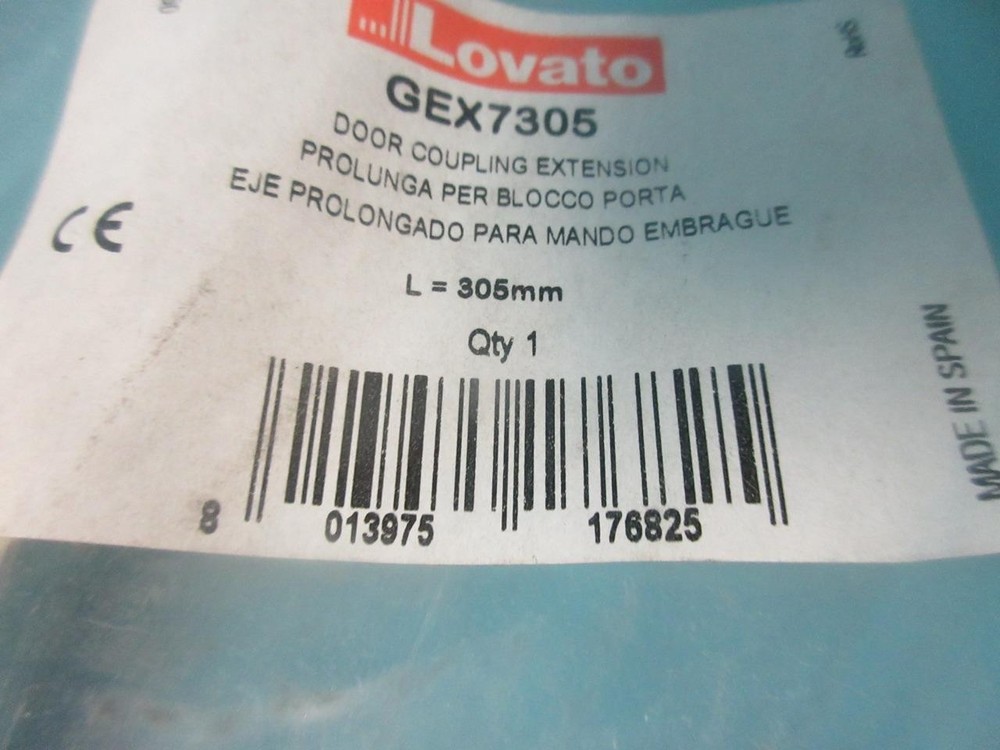 Lovato
GEX7305
DOOR COUPLING EXTENSION
PROLUNGA PER BLOCCO PORTA
EJE PROLONGADO PARA MANDO EMBRAGUE
CE
L = 305mm
Qty 1
8 013975 176825
MADE IN SPAIN
RoHS